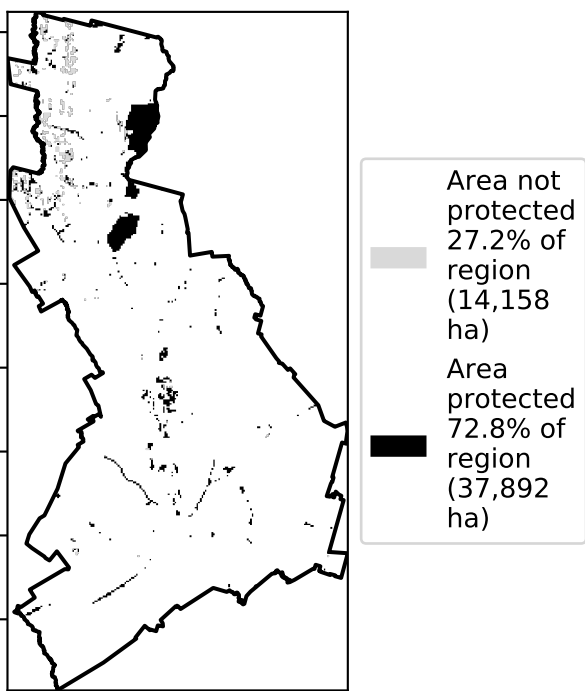 Area not
protected
27.2% of
region
(14,158
ha)
Area
protected
72.8% of
region
(37,892
ha)